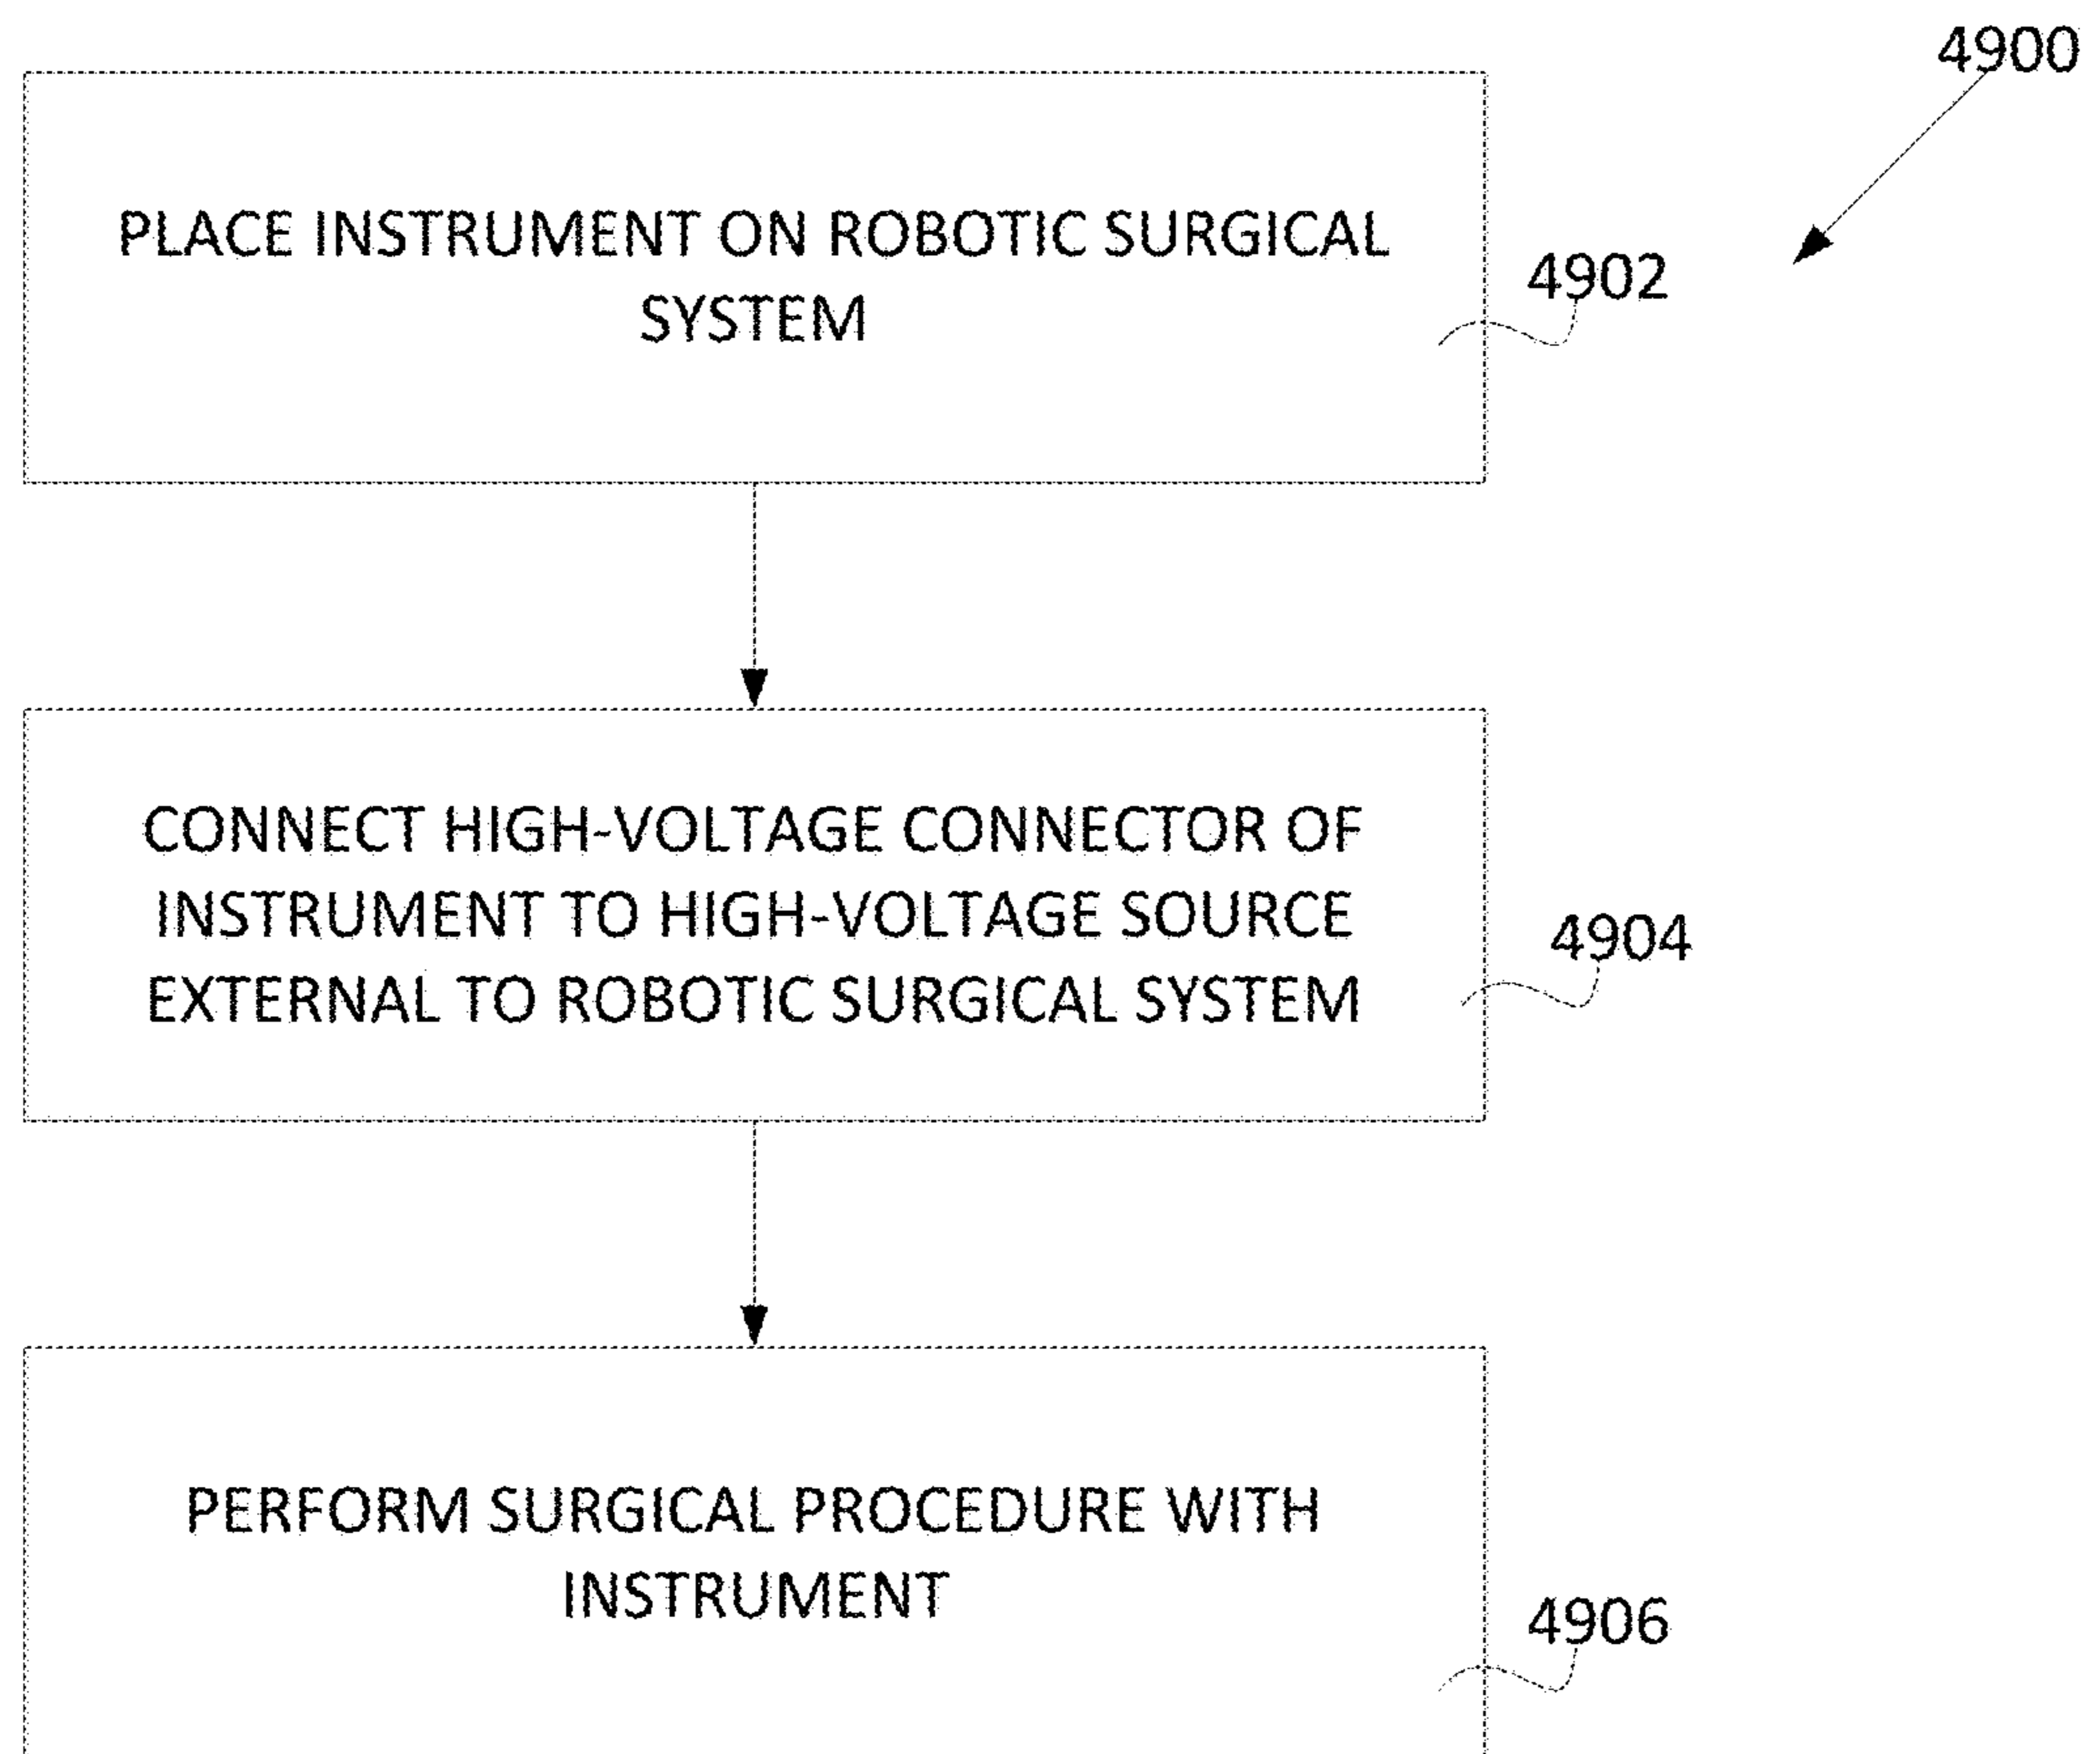 4900
PLACE INSTRUMENT ON ROBOTIC SURGICAL
SYSTEM
4902
CONNECT HIGH-VOLTAGE CONNECTOR OF
INSTRUMENT TO HIGH-VOLTAGE SOURCE
EXTERNAL TO ROBOTIC SURGICAL SYSTEM
4904
PERFORM SURGICAL PROCEDURE WITH
INSTRUMENT
4906